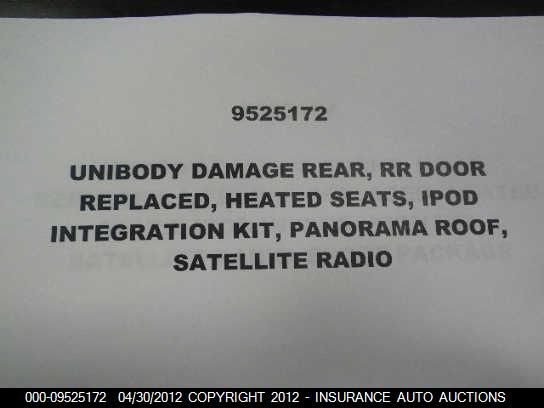 9525172
UNIBODY DAMAGE REAR, RR DOOR
REPLACED, HEATED SEATS, IPOD
INTEGRATION KIT, PANORAMA ROOF,
SATELLITE RADIO
000-09525172 04/30/2012 COPYRIGHT 2012 - INSURANCE AUTO AUCTIONS